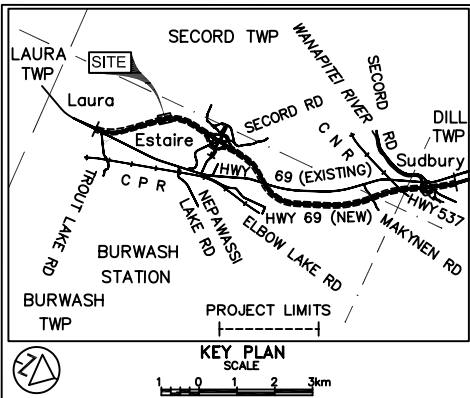 SECORD TWP
LAURA
TWP
SITE
Laura
Estaire
SECORD RD
WANAPITEI RIVER RD
SECORD
DILL
TWP
C N R
Sudbury
HWY 69 (EXISTING)
HWY 537
HWY 69 (NEW)
MAKYNEN RD
TROUT LAKE RD
C P R
NEPAWASSI
LAKE RD
ELBOW LAKE RD
BURWASH
STATION
BURWASH
TWP
PROJECT LIMITS
KEY PLAN
SCALE
1 0 1 2 3km
N